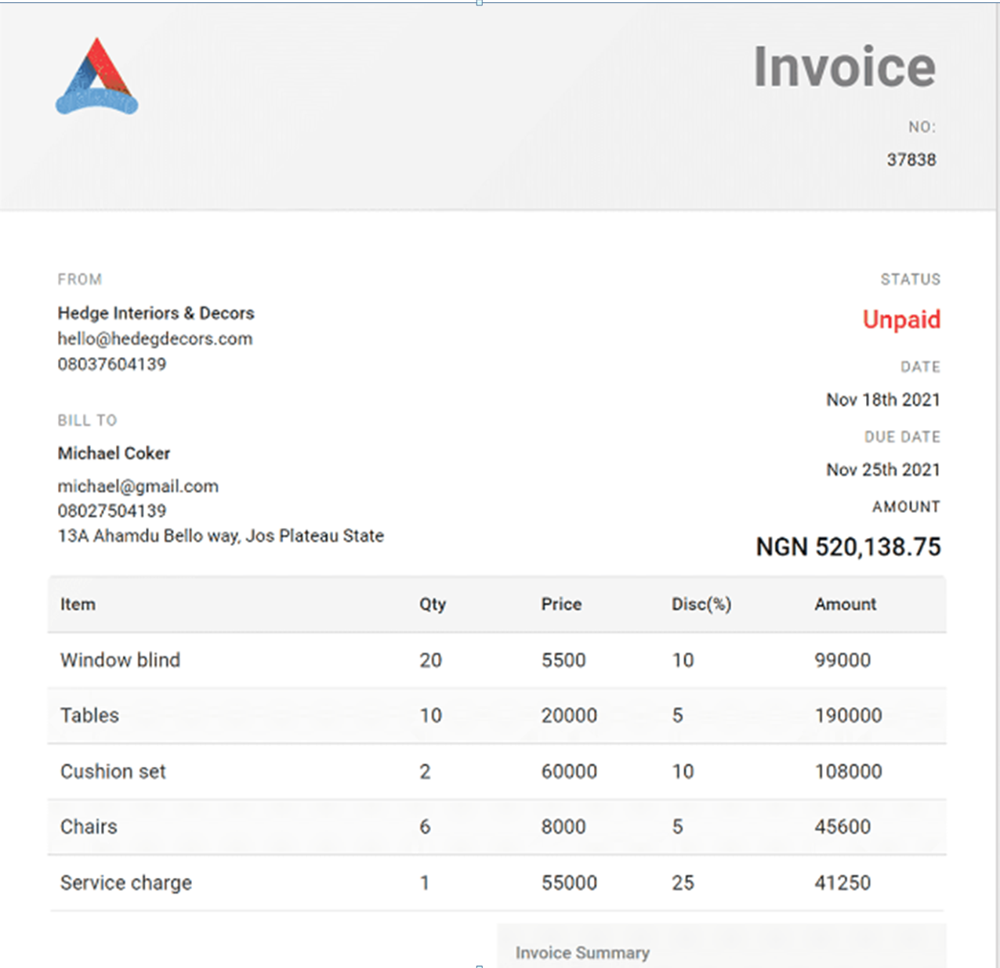 Invoice
NO:
37838
FROM
Hedge Interiors & Decors
hello@hedegdecors.com
08037604139
BILL TO
Michael Coker
michael@gmail.com
08027504139
13A Ahamdu Bello way, Jos Plateau State
STATUS
Unpaid
DATE
Nov 18th 2021
DUE DATE
Nov 25th 2021
AMOUNT
NGN 520,138.75
Item Qty Price Disc(%) Amount
Window blind 20 5500 10 99000
Tables 10 20000 5 190000
Cushion set 2 60000 10 108000
Chairs 6 8000 5 45600
Service charge 1 55000 25 41250
Invoice Summary